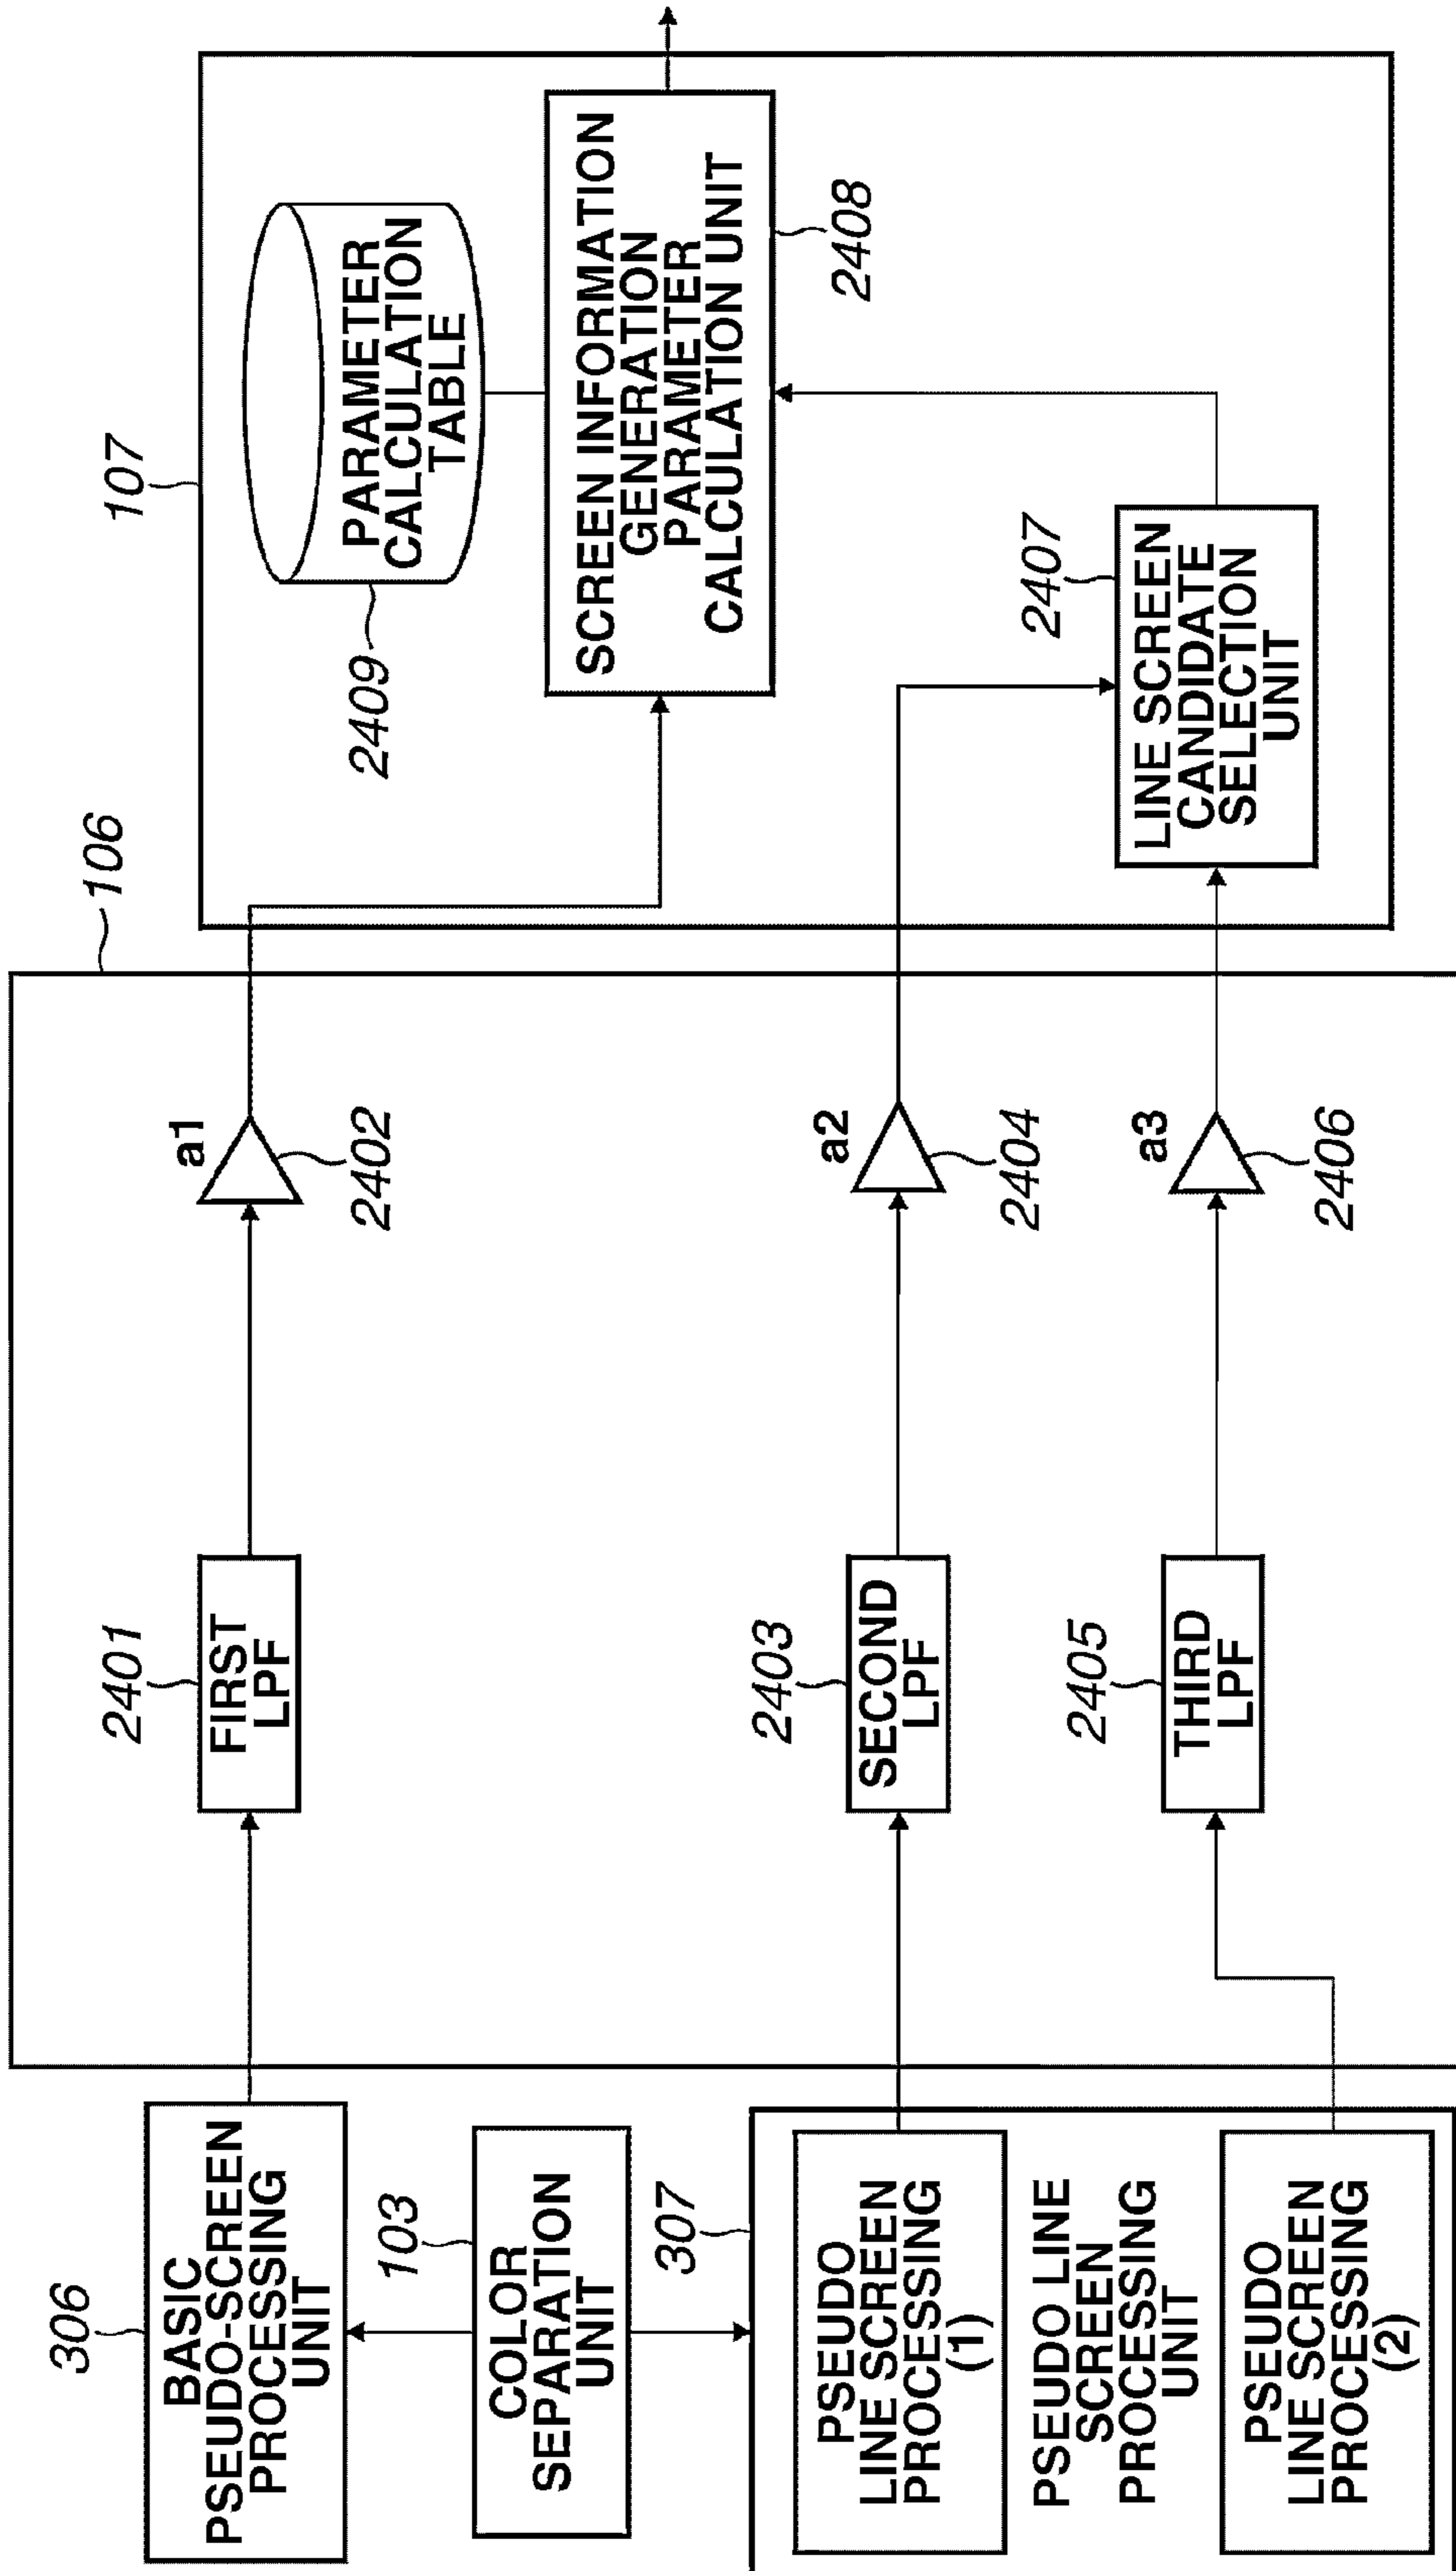 306
BASIC
PSEUDO-SCREEN
PROCESSING
UNIT
103
COLOR
SEPARATION
UNIT
307
PSEUDO
LINE SCREEN
PROCESSING
(1)
PSEUDO LINE
SCREEN
PROCESSING
UNIT
PSEUDO
LINE SCREEN
PROCESSING
(2)
106
2401
FIRST
LPF
a1
2402
2403
SECOND
LPF
a2
2404
2405
THIRD
LPF
a3
2406
107
2409
PARAMETER
CALCULATION
TABLE
SCREEN INFORMATION
GENERATION
PARAMETER
CALCULATION UNIT
2408
2407
LINE SCREEN
CANDIDATE
SELECTION
UNIT